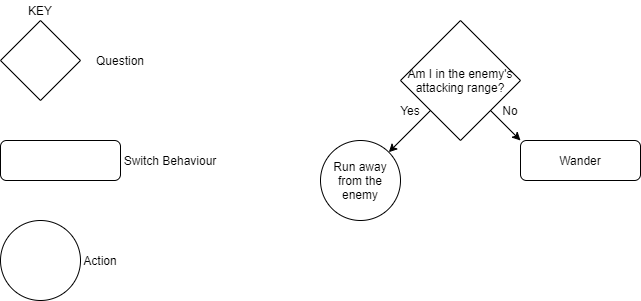 KEY
Question
Switch Behaviour
Action
Am I in the enemy's
attacking range?
Yes
No
Run away
from the
enemy
Wander